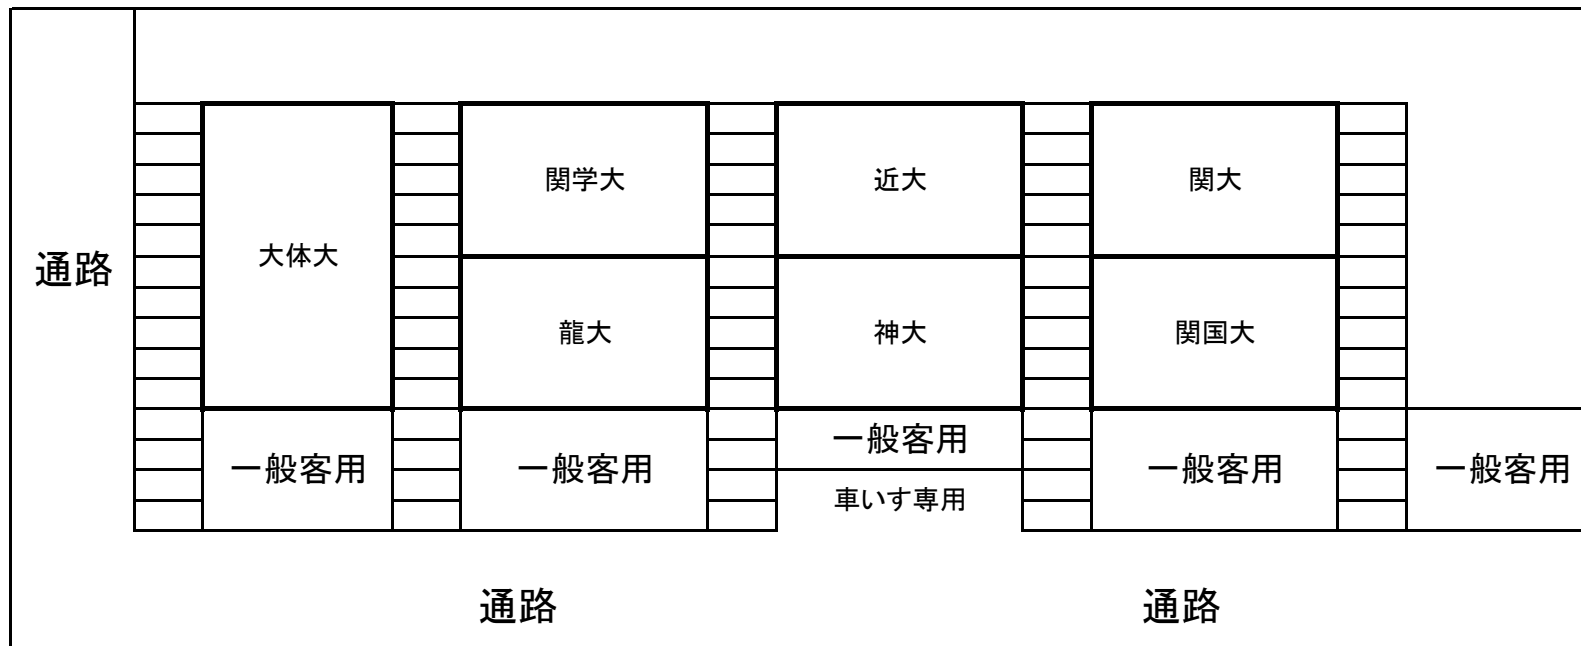 関学大
近大
関大
通路
大体大
龍大
神大
関国大
一般客用
一般客用
一般客用
車いす専用
一般客用
一般客用
通路
通路